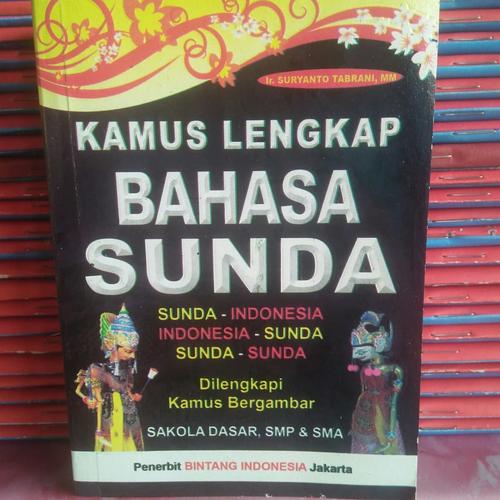 Ir. SURYANTO TABRANI, MM
KAMUS LENGKAP
BAHASA
SUNDA
SUNDA - INDONESIA
INDONESIA - SUNDA
SUNDA - SUNDA
Dilengkapi
Kamus Bergambar
SAKOLA DASAR, SMP & SMA
Penerbit BINTANG INDONESIA Jakarta